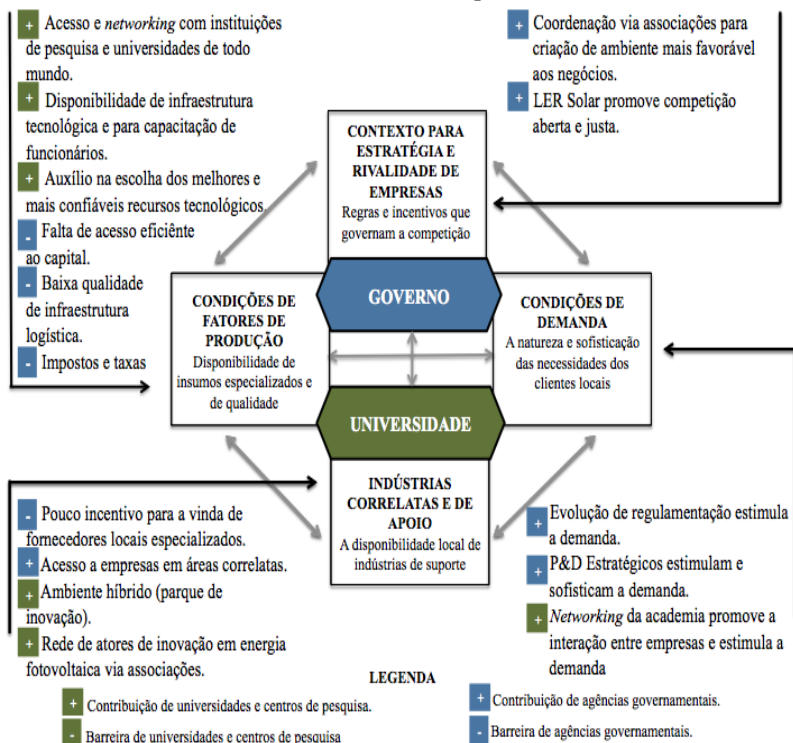 + Acesso e networking com instituições
de pesquisa e universidades de todo
mundo.
+ Disponibilidade de infraestrutura
tecnológica e para capacitação de
funcionários.
+ Auxílio na escolha dos melhores e
mais confiáveis recursos tecnológicos.
- Falta de acesso eficiênte
ao capital.
- Baixa qualidade
de infraestrutura
logística.
- Impostos e taxas
+ Coordenação via associações para
criação de ambiente mais favorável
aos negócios.
+ LER Solar promove competição
aberta e justa.
CONTEXTO PARA
ESTRATÉGIA E
RIVALIDADE DE
EMPRESAS
Regras e incentivos que
governam a competição
GOVERNO
CONDIÇÕES DE
FATORES DE
PRODUÇÃO
Disponibilidade de
insumos especializados e
de qualidade
CONDIÇÕES DE
DEMANDA
A natureza e sofisticação
das necessidades dos
clientes locais
UNIVERSIDADE
INDÚSTRIAS
CORRELATAS E DE
APOIO
A disponibilidade local de
indústrias de suporte
- Pouco incentivo para a vinda de
fornecedores locais especializados.
+ Acesso a empresas em áreas correlatas.
+ Ambiente híbrido (parque de
inovação).
+ Rede de atores de inovação em energia
fotovoltaica via associações.
+ Evolução de regulamentação estimula
a demanda.
+ P&D Estratégicos estimulam e
sofisticam a demanda.
+ Networking da academia promove a
interação entre empresas e estimula a
demanda
LEGENDA
+ Contribuição de universidades e centros de pesquisa.
- Barreira de universidades e centros de pesquisa
+ Contribuição de agências governamentais.
- Barreira de agências governamentais.